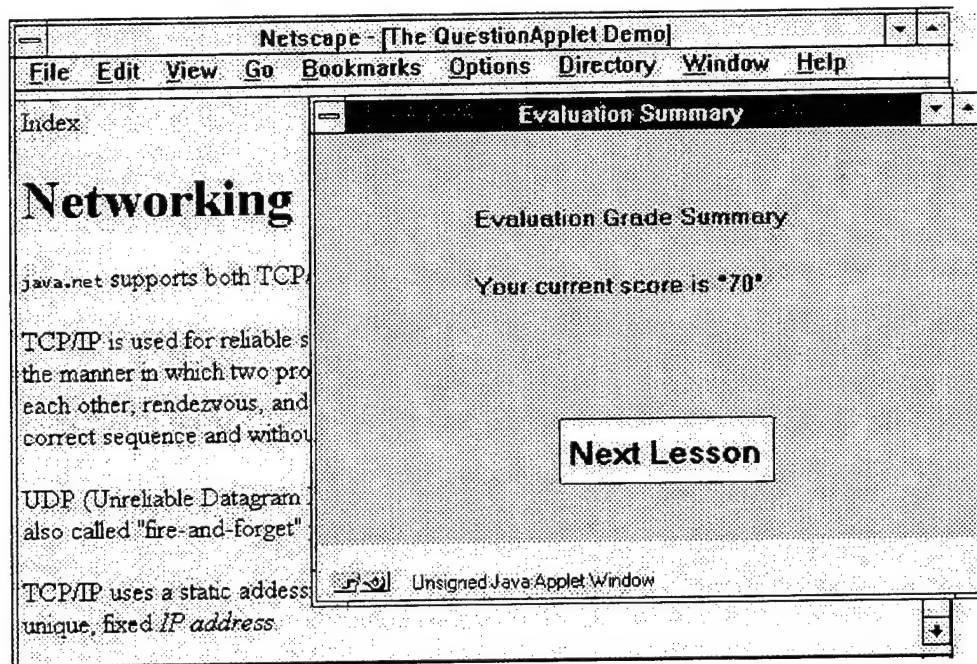 Netscape - [The QuestionApplet Demo]
File Edit View Go Bookmarks Options Directory Window Help
Index
Networking
java.net supports both TCP/
TCP/IP is used for reliable s
the manner in which two pro
each other, rendezvous, and
correct sequence and withou
UDP (Unreliable Datagram
also called "fire-and-forget"
TCP/IP uses a static addess
unique, fixed IP address
Evaluation Summary
Evaluation Grade Summary
Your current score is "70"
Next Lesson
Unsigned Java Applet Window